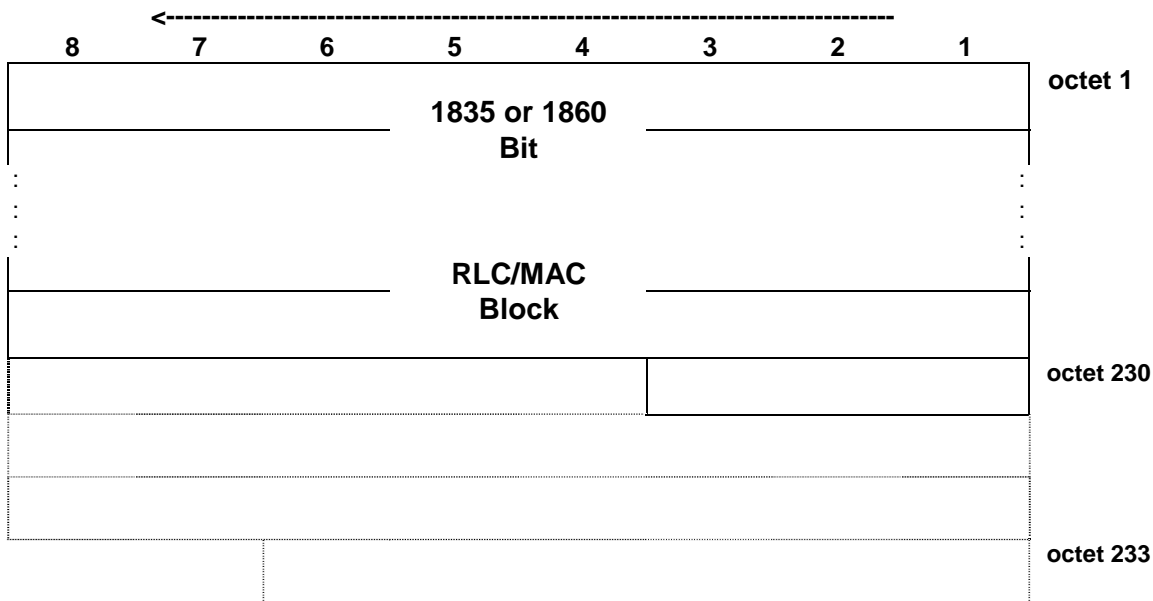 <--------------------------------------------------------------------------------
8 7 6 5 4 3 2 1
octet 1
1835 or 1860
Bit
: :
: :
: :
RLC/MAC
Block
octet 230
octet 233